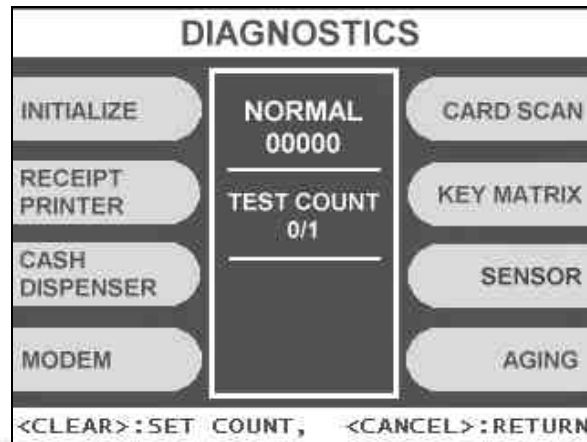 DIAGNOSTICS
INITIALIZE
RECEIPT
PRINTER
CASH
DISPENSER
MODEM
NORMAL
00000
TEST COUNT
0/1
CARD SCAN
KEY MATRIX
SENSOR
AGING
<CLEAR>:SET COUNT, <CANCEL>:RETURN